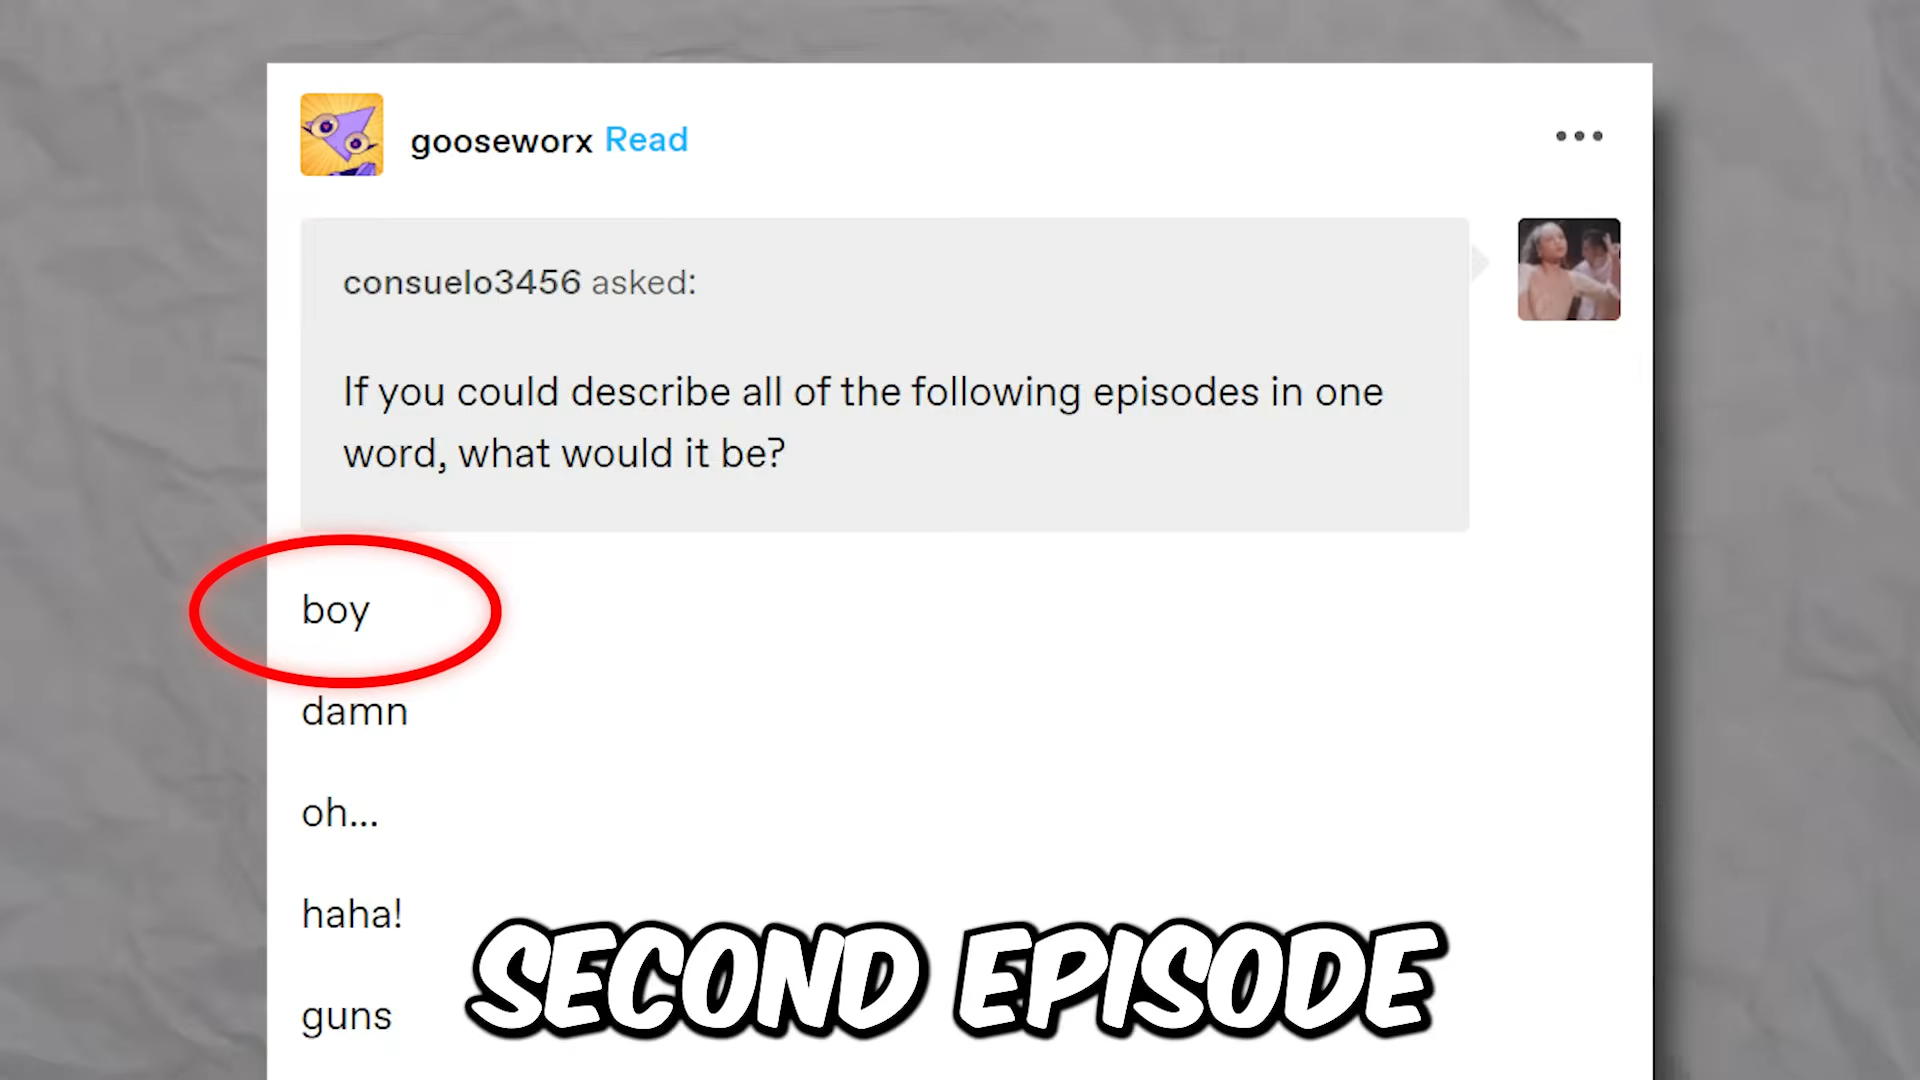 gooseworx Read
consuelo3456 asked:
If you could describe all of the following episodes in one
word, what would it be?
boy
damn
oh...
haha!
guns
SECOND EPISODE